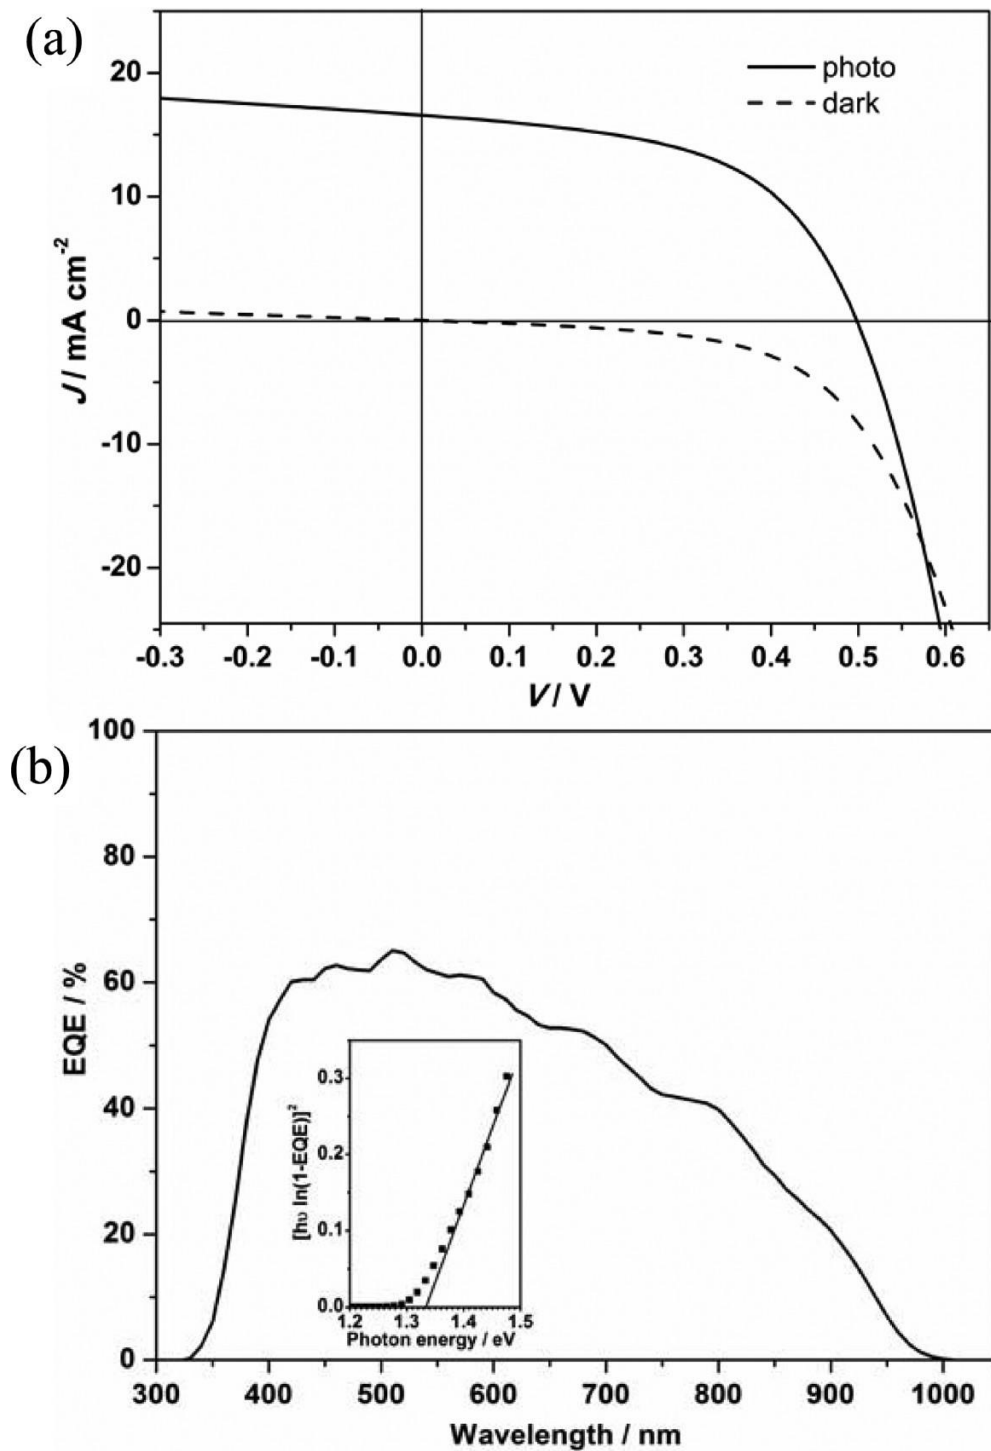 (a)
photo
dark
20
10
0
-10
-20
J / mA cm-2
-0.3 -0.2 -0.1 0.0 0.1 0.2 0.3 0.4 0.5 0.6
V / V
(b)
100
80
60
40
20
0
EQE / %
0.3
0.2
0.1
0.0
[hυ ln(1-EQE)]2
1.2 1.3 1.4 1.5
Photon energy / eV
300 400 500 600 700 800 900 1000
Wavelength / nm